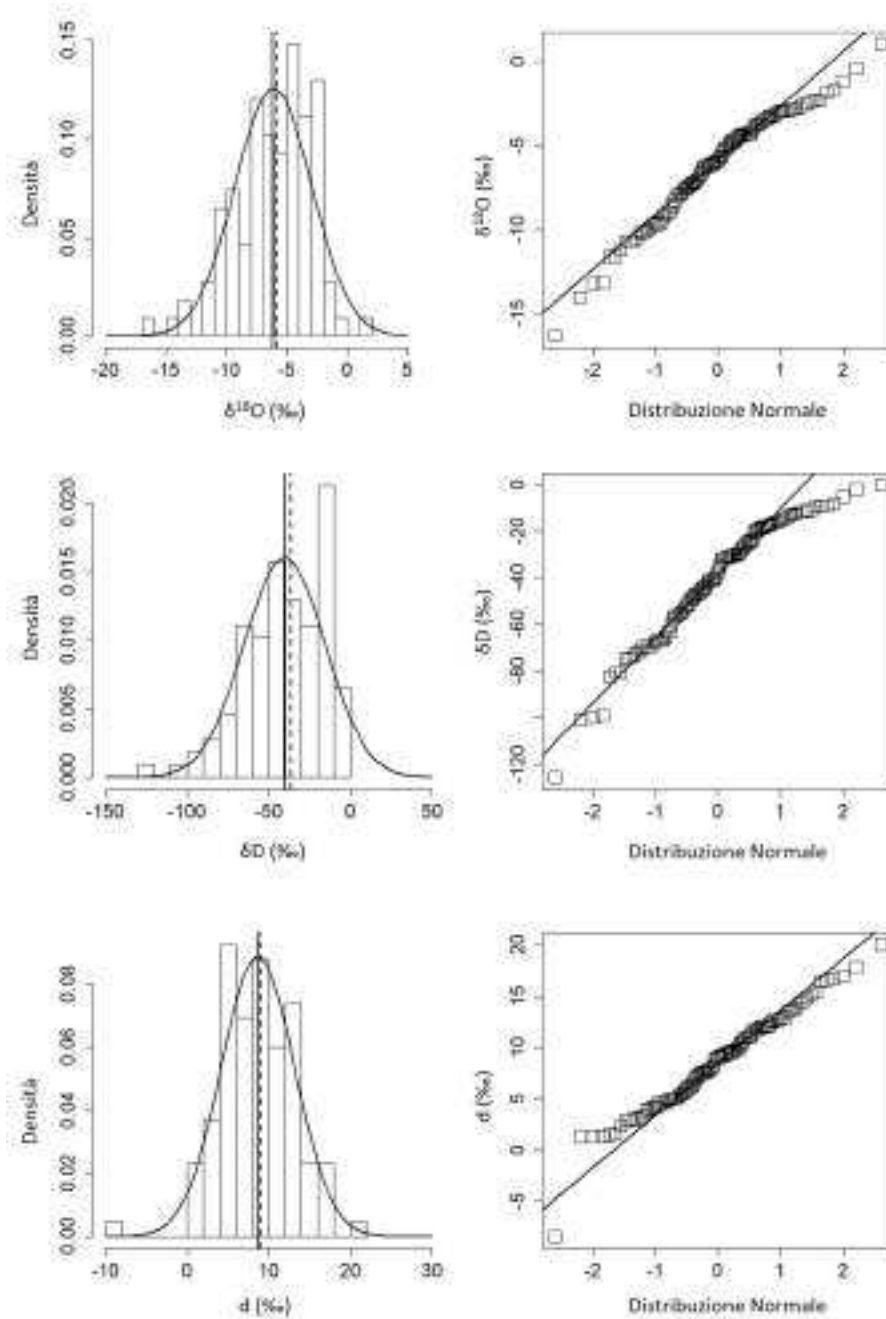 Densità
0.00 0.05 0.10 0.15
-20 -15 -10 -5 0 5
δ¹⁸O (‰)
δ¹⁸O (‰)
-15 -10 -5 0
-2 -1 0 1 2
Distribuzione Normale
Densità
0.000 0.005 0.010 0.015 0.020
-150 -100 -50 0 50
δD (‰)
δD (‰)
-120 -80 -60 -40 -20 0
-2 -1 0 1 2
Distribuzione Normale
Densità
0.00 0.02 0.04 0.06 0.08
-10 0 10 20 30
d (‰)
d (‰)
-5 0 5 10 15 20
-2 -1 0 1 2
Distribuzione Normale